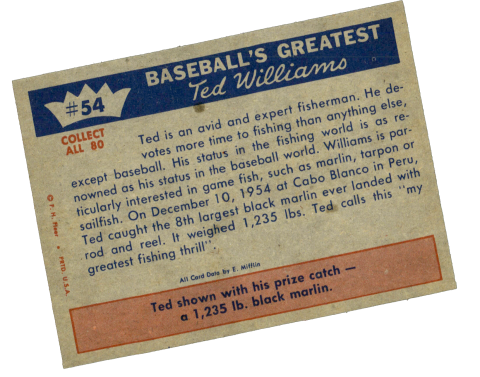 BASEBALL'S GREATEST
#54
Ted Williams
COLLECT
ALL 80
Ted is an avid and expert fisherman. He de-
votes more time to fishing than anything else,
except baseball. His status in the fishing world is as re-
nowned as his status in the baseball world. Williams is par-
ticularly interested in game fish, such as marlin, tarpon or
sailfish. On December 10, 1954 at Cabo Blanco in Peru,
Ted caught the 8th largest black marlin ever landed with
rod and reel. It weighed 1,235 lbs. Ted calls this "my
greatest fishing thrill".
All Card Data by E. Mifflin
Ted shown with his prize catch —
a 1,235 lb. black marlin.
© F. H. Fleer • PRTD U.S.A.